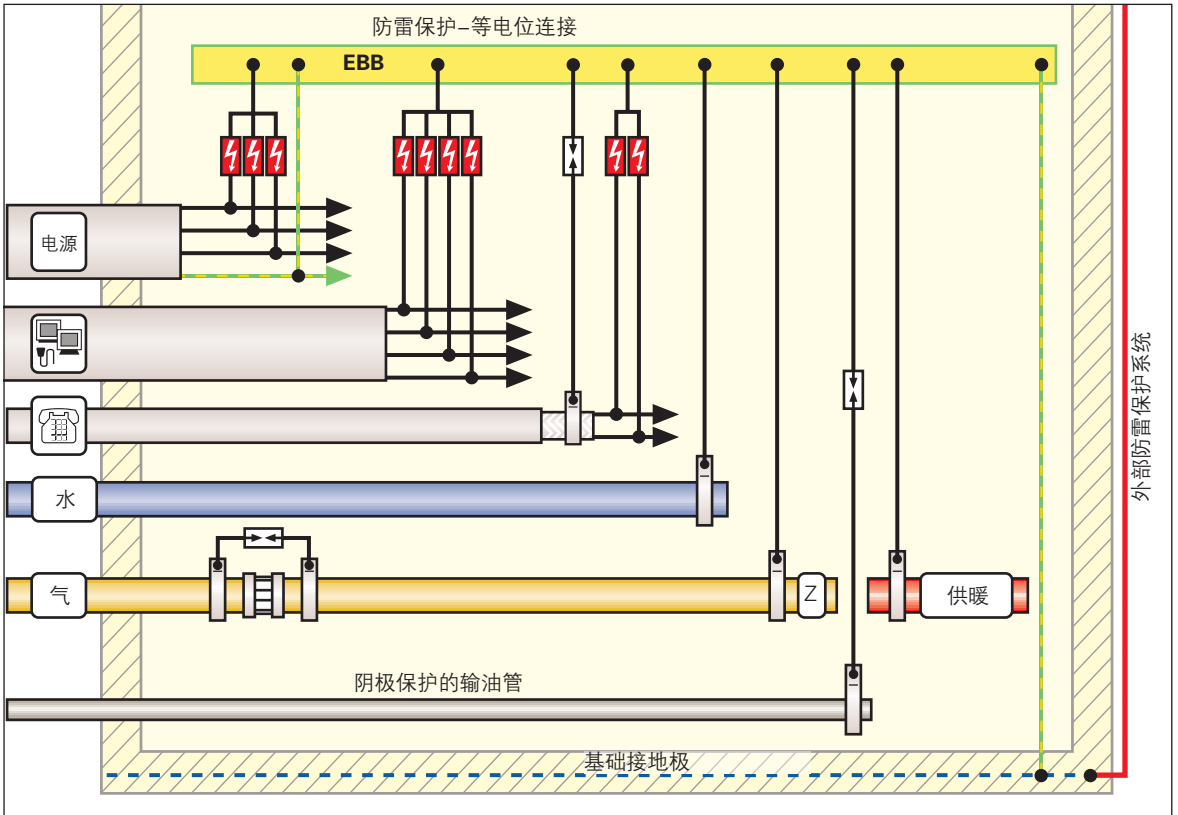 防雷保护–等电位连接
EBB
电源
水
气
Z
供暖
阴极保护的输油管
基础接地极
外部防雷保护系统